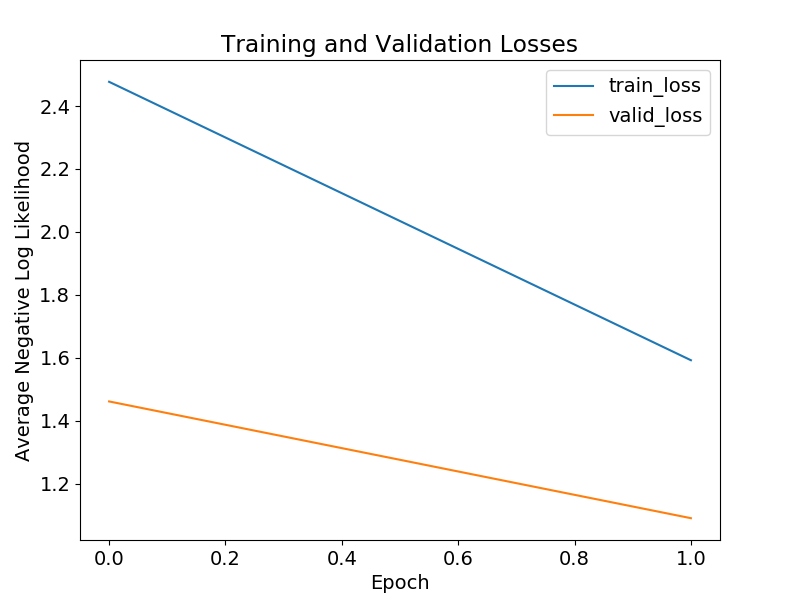 Training and Validation Losses
train_loss
valid_loss
Average Negative Log Likelihood
2.4
2.2
2.0
1.8
1.6
1.4
1.2
0.0 0.2 0.4 0.6 0.8 1.0
Epoch